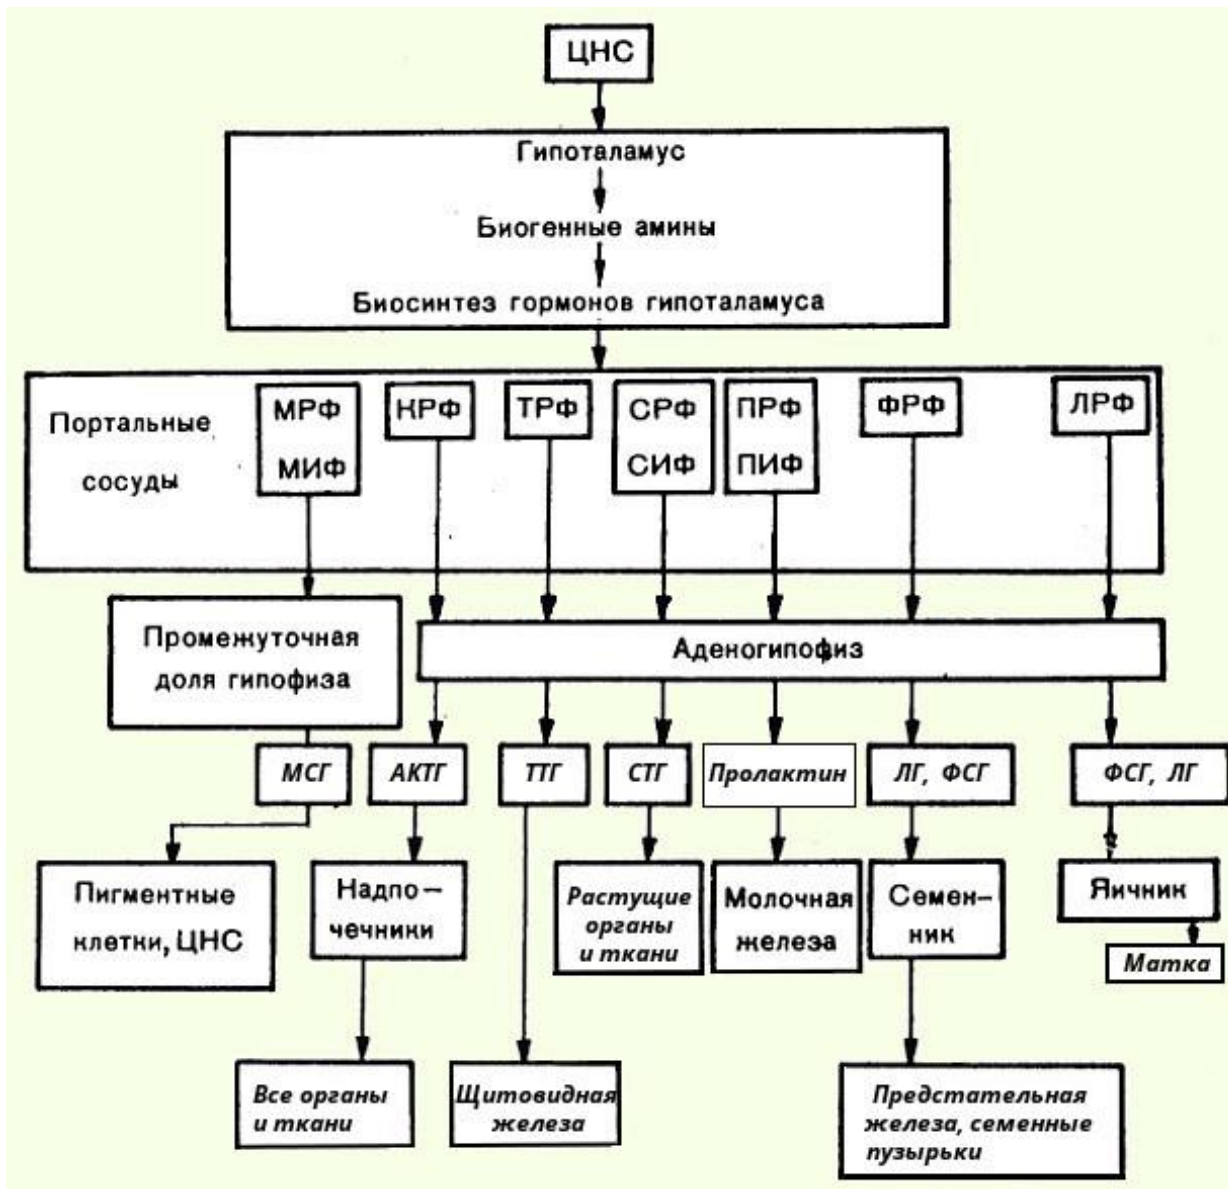 ЦНС
Гипоталамус
Биогенные амины
Биосинтез гормонов гипоталамуса
Портальные
сосуды
МРФ
МИФ
КРФ
ТРФ
СРФ
СИФ
ПРФ
ПИФ
ФРФ
ЛРФ
Промежуточная
доля гипофиза
Аденогипофиз
МСГ
АКТГ
ТТГ
СТГ
Пролактин
ЛГ, ФСГ
ФСГ, ЛГ
Пигментные
клетки, ЦНС
Надпо-
чечники
Растущие
органы
и ткани
Молочная
железа
Семен-
ник
Яичник
Матка
Все органы
и ткани
Щитовидная
железа
Предстательная
железа, семенные
пузырьки